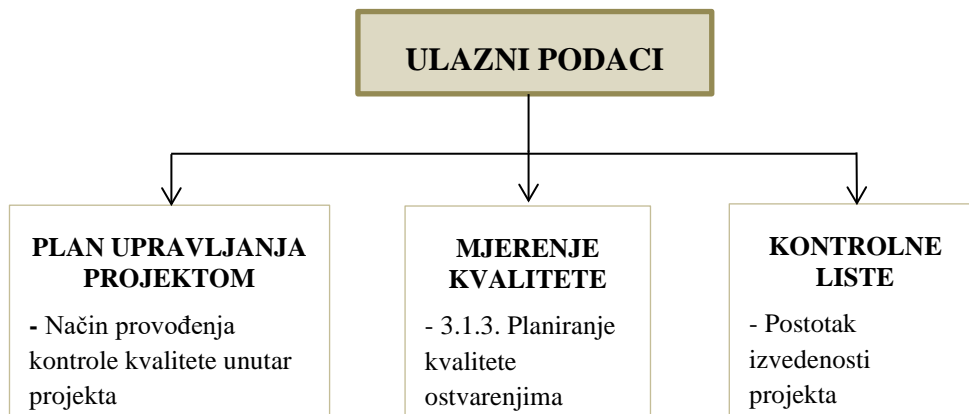 ULAZNI PODACI
PLAN UPRAVLJANJA
PROJEKTOM
- Način provođenja
kontrole kvalitete unutar
projekta
MJERENJE
KVALITETE
- 3.1.3. Planiranje
kvalitete
ostvarenjima
KONTROLNE
LISTE
- Postotak
izvedenosti
projekta